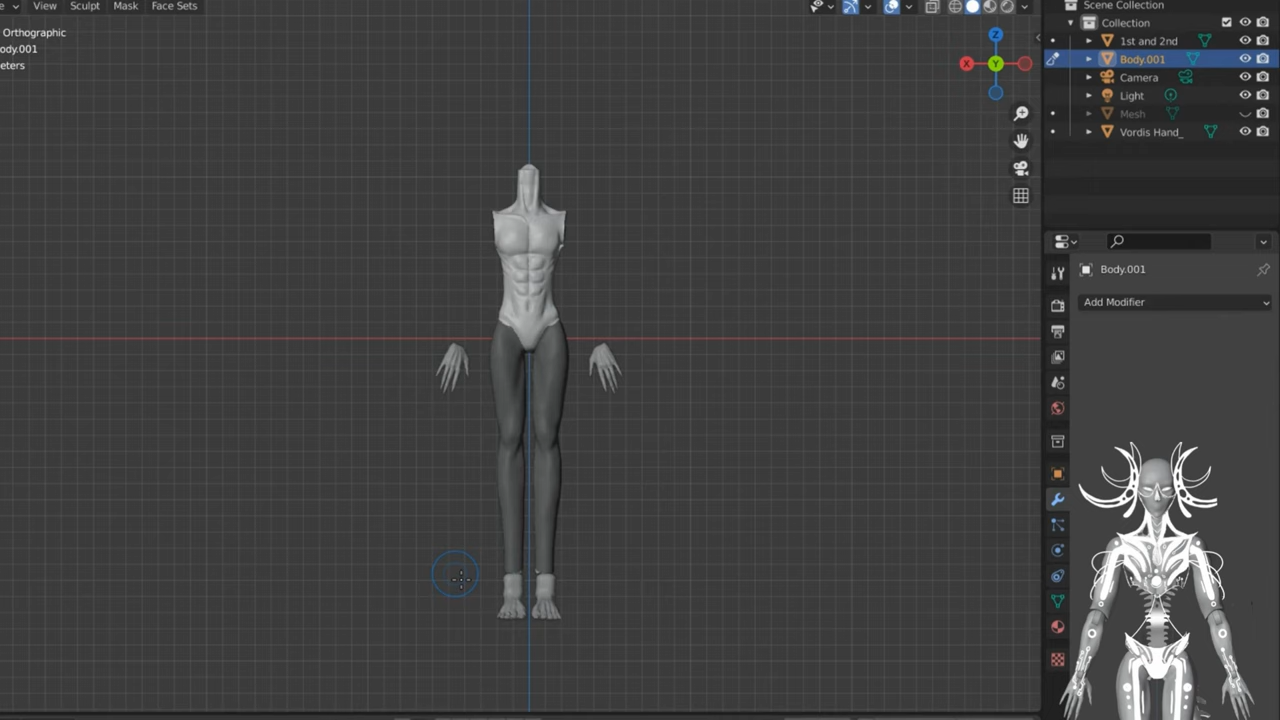 View Sculpt Mask Face Sets
Orthographic
ody.001
eters
Z
X
Y
Scene Collection
Collection
1st and 2nd
Body.001
Camera
Light
Mesh
Vordis Hand_
Body.001
Add Modifier